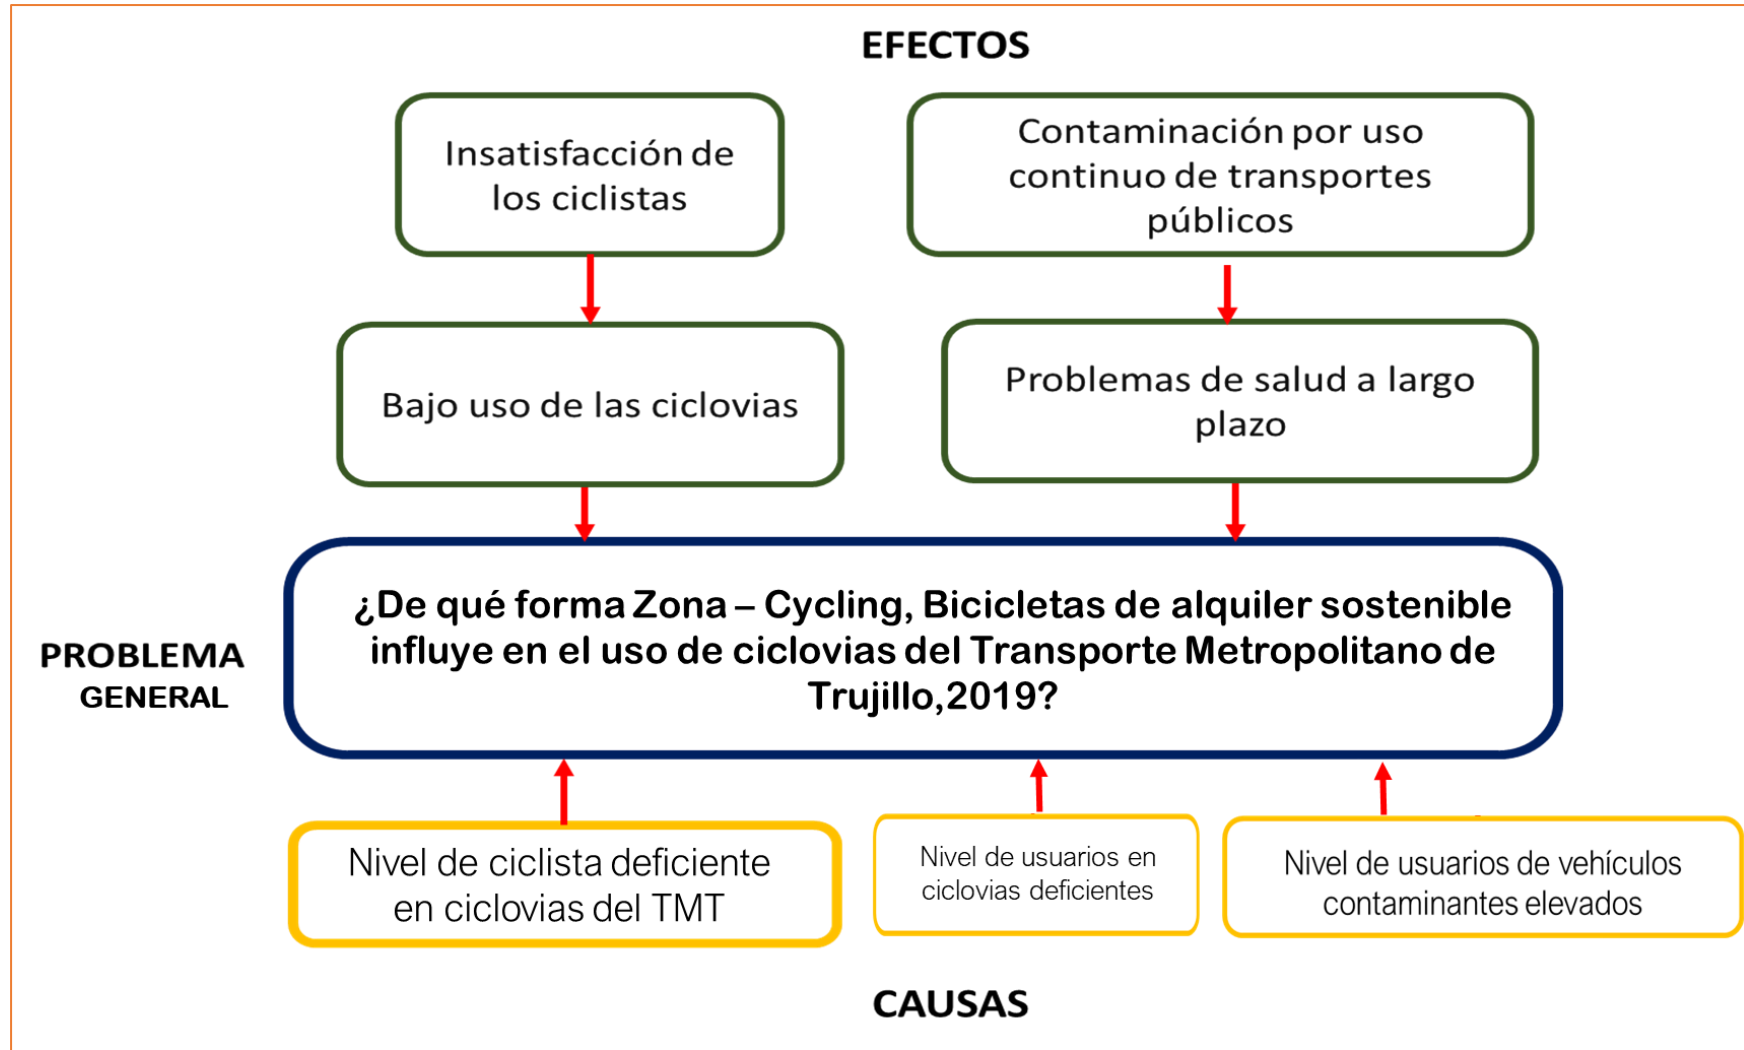 EFECTOS
Insatisfacción de
los ciclistas
Contaminación por uso
continuo de transportes
públicos
Bajo uso de las ciclovias
Problemas de salud a largo
plazo
PROBLEMA
GENERAL
¿De qué forma Zona – Cycling, Bicicletas de alquiler sostenible
influye en el uso de ciclovias del Transporte Metropolitano de
Trujillo,2019?
Nivel de ciclista deficiente
en ciclovias del TMT
Nivel de usuarios en
ciclovias deficientes
Nivel de usuarios de vehículos
contaminantes elevados
CAUSAS